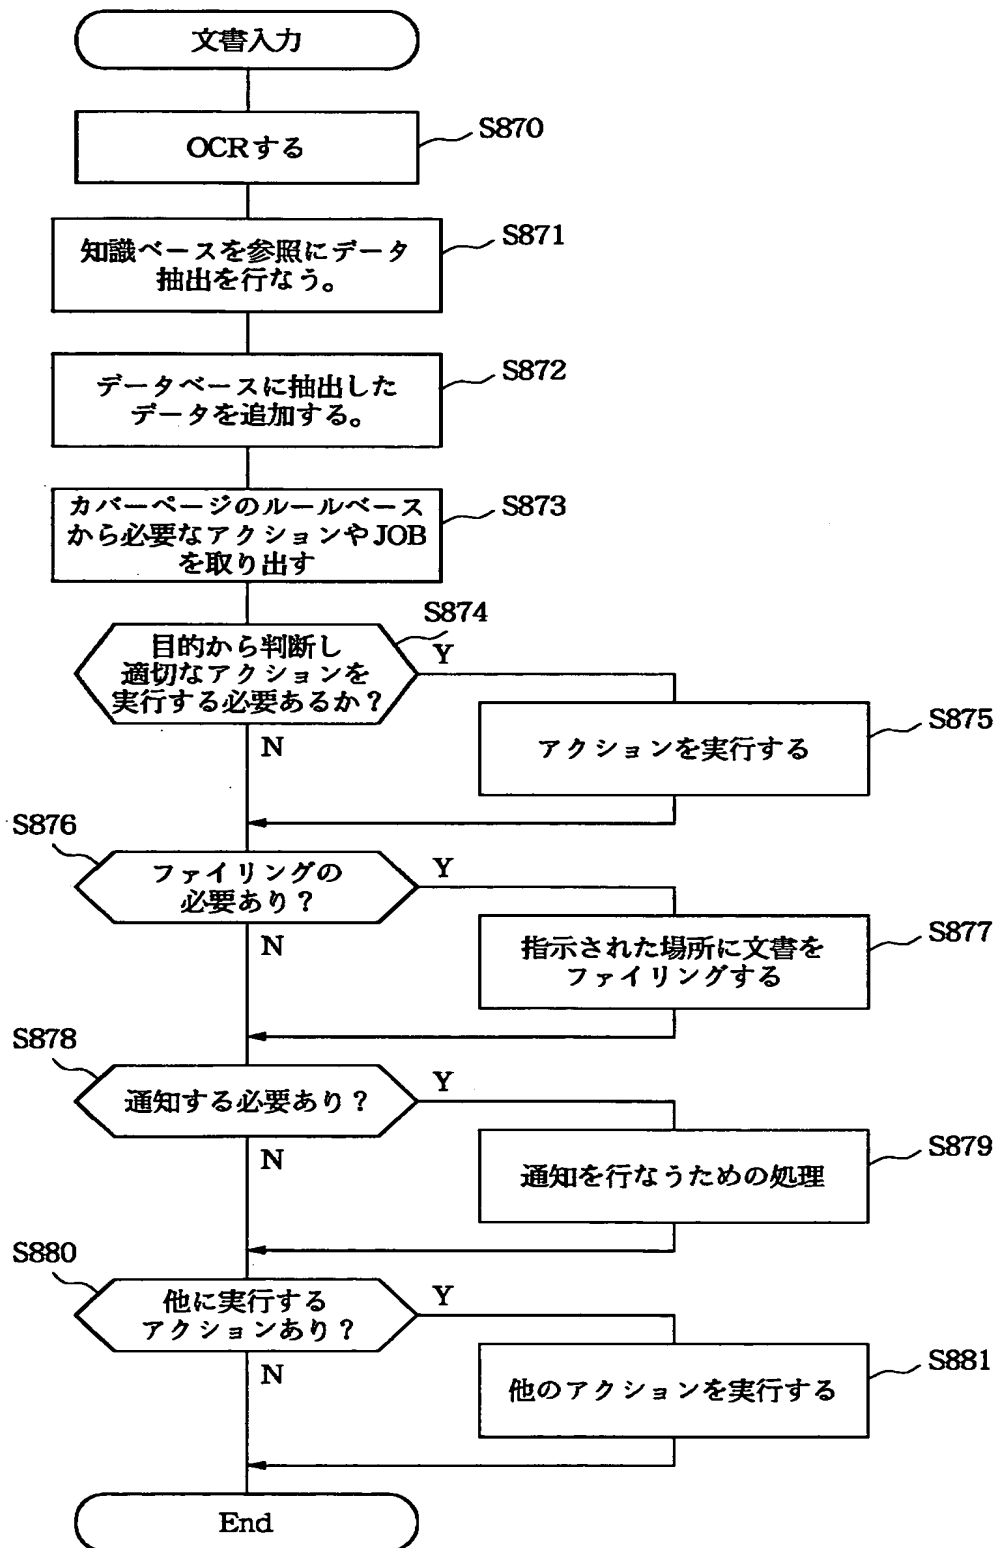 文書入力
OCRする
S870
知識ベースを参照にデータ
抽出を行なう。
S871
データベースに抽出した
データを追加する。
S872
カバーページのルールベース
から必要なアクションやJOB
を取り出す
S873
目的から判断し
適切なアクションを
実行する必要あるか？
S874
Y
N
アクションを実行する
S875
S876
ファイリングの
必要あり？
Y
N
指示された場所に文書を
ファイリングする
S877
S878
通知する必要あり？
Y
N
通知を行なうための処理
S879
S880
他に実行する
アクションあり？
Y
N
他のアクションを実行する
S881
End